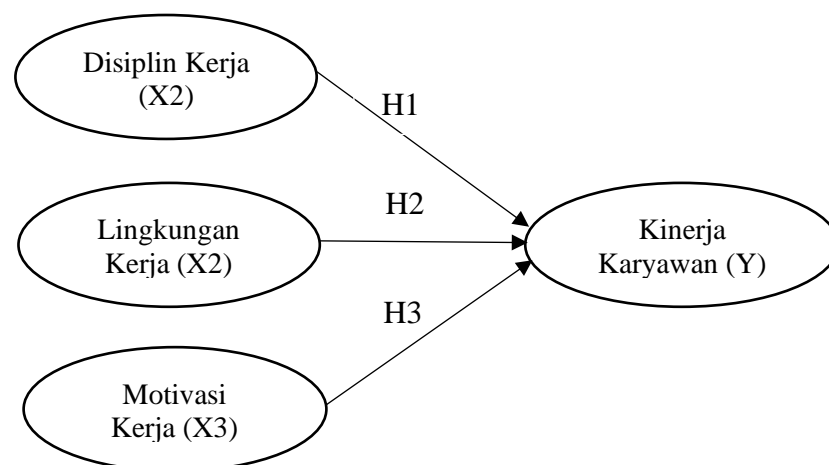 Disiplin Kerja
(X2)
H1
Lingkungan
Kerja (X2)
H2
Kinerja
Karyawan (Y)
H3
Motivasi
Kerja (X3)